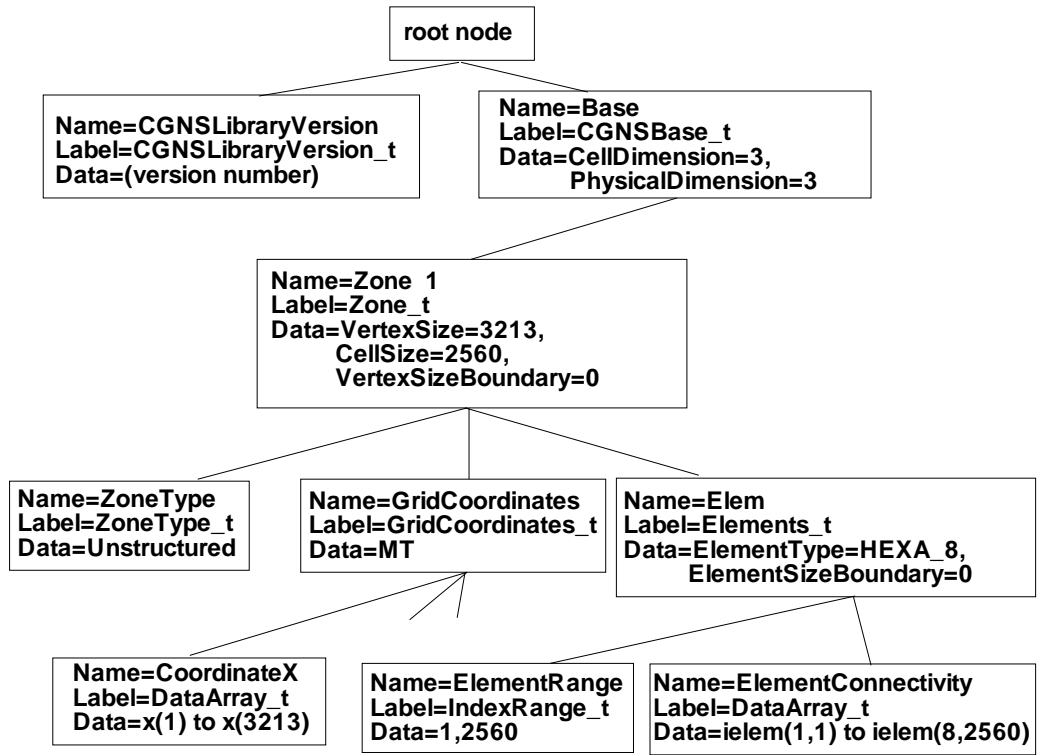 root node
Name=CGNSLibraryVersion
Label=CGNSLibraryVersion_t
Data=(version number)
Name=Base
Label=CGNSBase_t
Data=CellDimension=3,
PhysicalDimension=3
Name=Zone 1
Label=Zone_t
Data=VertexSize=3213,
CellSize=2560,
VertexSizeBoundary=0
Name=ZoneType
Label=ZoneType_t
Data=Unstructured
Name=GridCoordinates
Label=GridCoordinates_t
Data=MT
Name=Elem
Label=Elements_t
Data=ElementType=HEXA_8,
ElementSizeBoundary=0
Name=CoordinateX
Label=DataArray_t
Data=x(1) to x(3213)
Name=ElementRange
Label=IndexRange_t
Data=1,2560
Name=ElementConnectivity
Label=DataArray_t
Data=ielem(1,1) to ielem(8,2560)